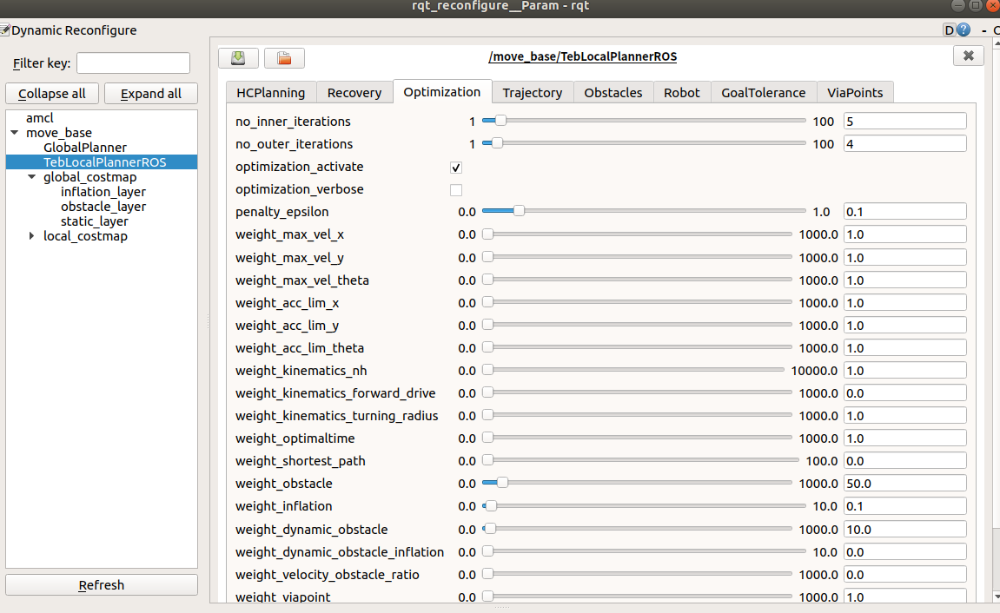 rqt_reconfigure__Param - rqt
Dynamic Reconfigure
D ? - O
Filter key:
Collapse all Expand all
amcl
move_base
GlobalPlanner
TebLocalPlannerROS
global_costmap
inflation_layer
obstacle_layer
static_layer
local_costmap
Refresh
/move_base/TebLocalPlannerROS
HCPlanning Recovery Optimization Trajectory Obstacles Robot GoalTolerance ViaPoints
no_inner_iterations 1 100 5
no_outer_iterations 1 100 4
optimization_activate
optimization_verbose
penalty_epsilon 0.0 1.0 0.1
weight_max_vel_x 0.0 1000.0 1.0
weight_max_vel_y 0.0 1000.0 1.0
weight_max_vel_theta 0.0 1000.0 1.0
weight_acc_lim_x 0.0 1000.0 1.0
weight_acc_lim_y 0.0 1000.0 1.0
weight_acc_lim_theta 0.0 1000.0 1.0
weight_kinematics_nh 0.0 10000.0 1.0
weight_kinematics_forward_drive 0.0 1000.0 0.0
weight_kinematics_turning_radius 0.0 1000.0 1.0
weight_optimaltime 0.0 1000.0 1.0
weight_shortest_path 0.0 100.0 0.0
weight_obstacle 0.0 1000.0 50.0
weight_inflation 0.0 10.0 0.1
weight_dynamic_obstacle 0.0 1000.0 10.0
weight_dynamic_obstacle_inflation 0.0 10.0 0.0
weight_velocity_obstacle_ratio 0.0 1000.0 0.0
weight_viapoint 0.0 1000.0 1.0